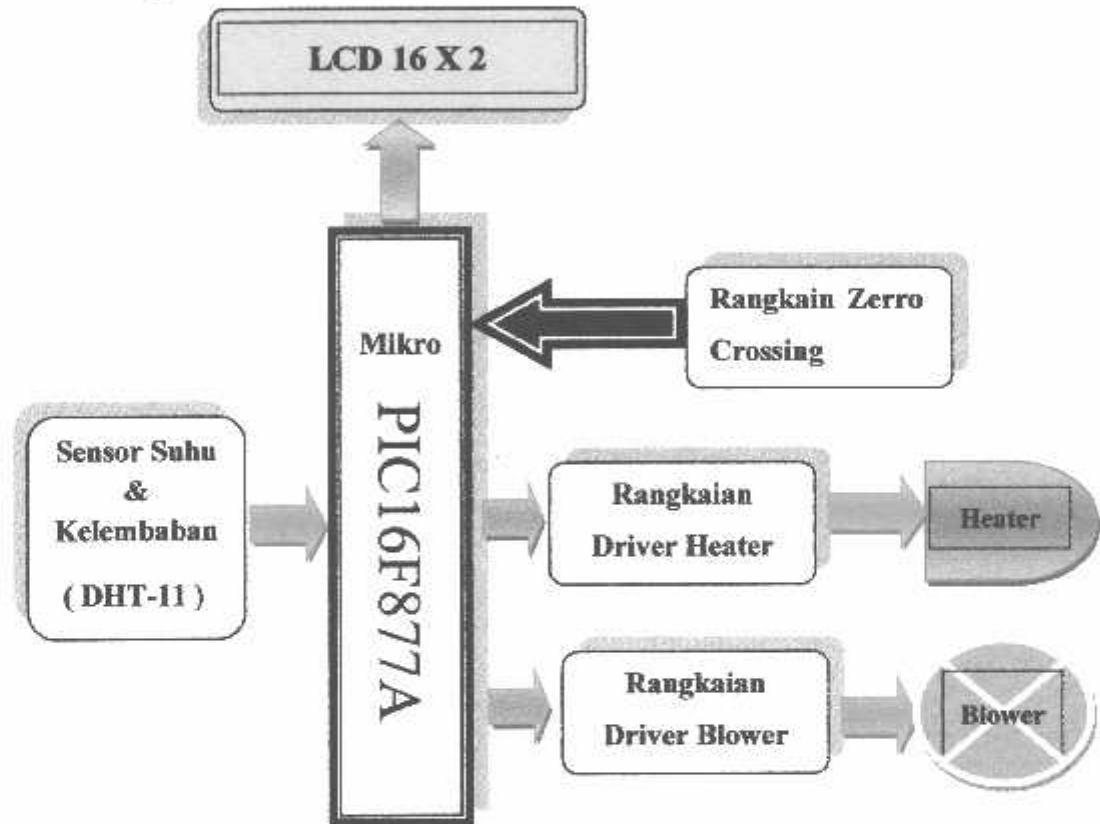 LCD 16 X 2
Rangkain Zerro
Crossing
Mikro
PIC16F877A
Sensor Suhu
&
Kelembaban
( DHT-11 )
Rangkaian
Driver Heater
Heater
Rangkaian
Driver Blower
Blower